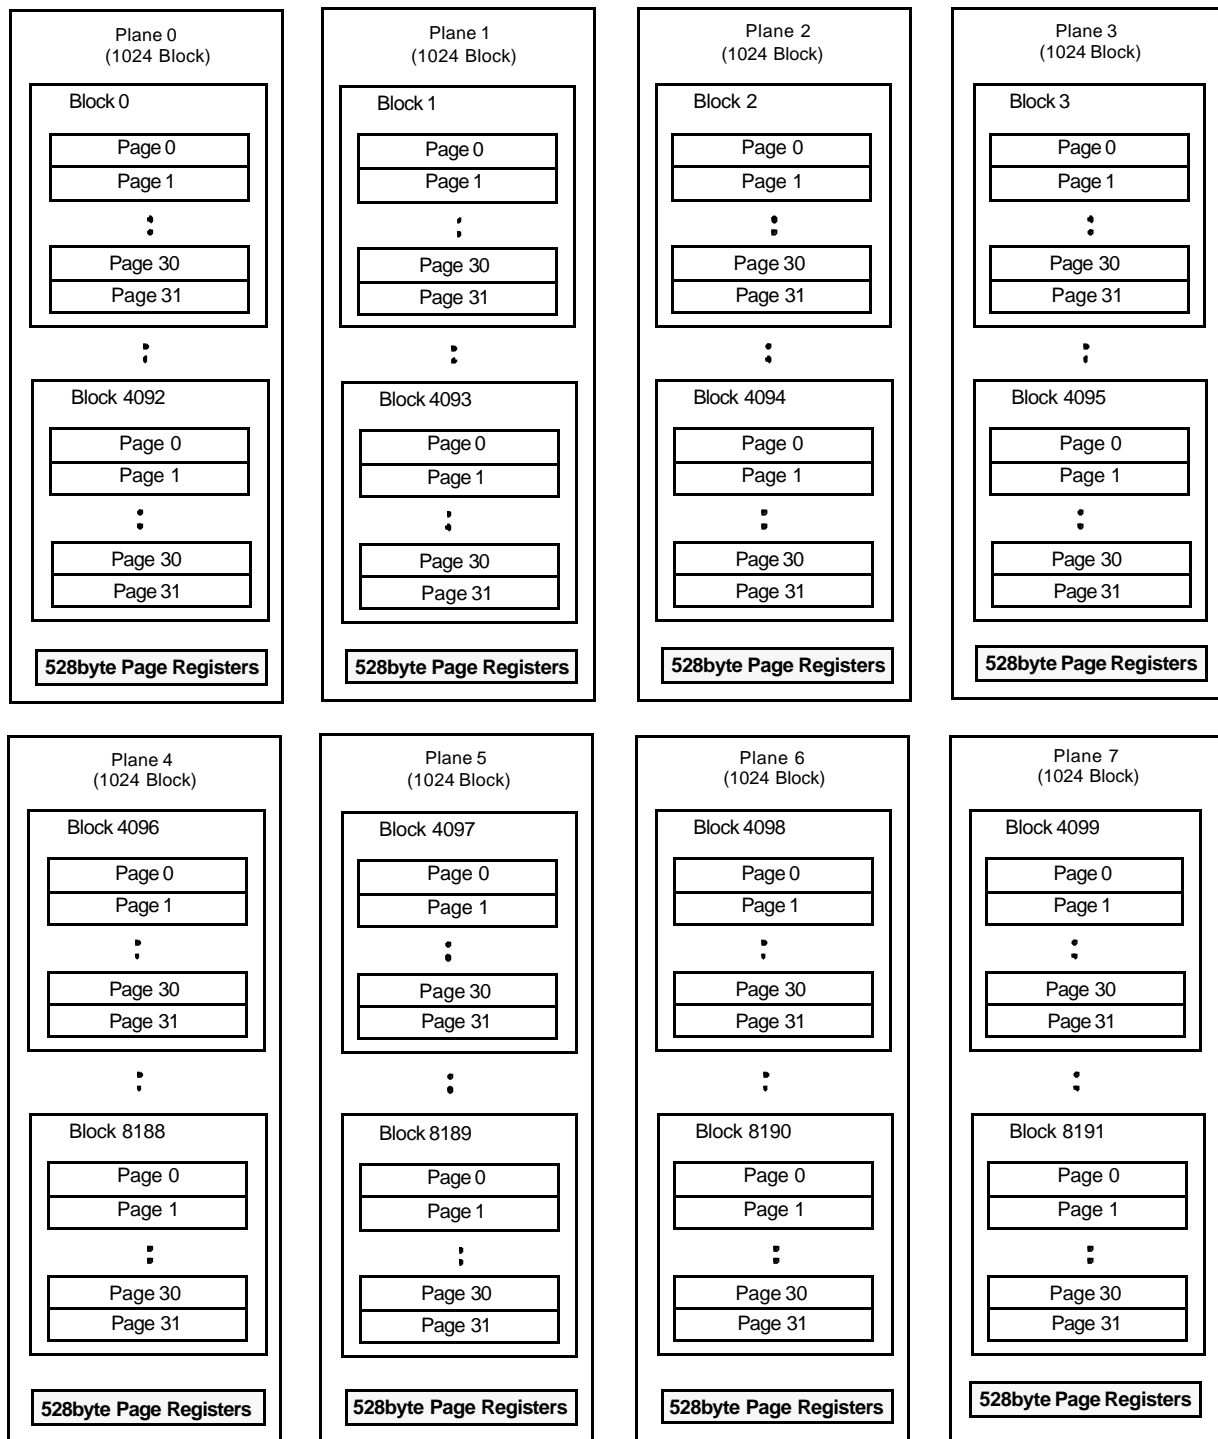 Plane 0
(1024 Block)
Block 0
Page 0
Page 1
Page 30
Page 31
Block 4092
Page 0
Page 1
Page 30
Page 31
528byte Page Registers
Plane 1
(1024 Block)
Block 1
Page 0
Page 1
Page 30
Page 31
Block 4093
Page 0
Page 1
Page 30
Page 31
528byte Page Registers
Plane 2
(1024 Block)
Block 2
Page 0
Page 1
Page 30
Page 31
Block 4094
Page 0
Page 1
Page 30
Page 31
528byte Page Registers
Plane 3
(1024 Block)
Block 3
Page 0
Page 1
Page 30
Page 31
Block 4095
Page 0
Page 1
Page 30
Page 31
528byte Page Registers
Plane 4
(1024 Block)
Block 4096
Page 0
Page 1
Page 30
Page 31
Block 8188
Page 0
Page 1
Page 30
Page 31
528byte Page Registers
Plane 5
(1024 Block)
Block 4097
Page 0
Page 1
Page 30
Page 31
Block 8189
Page 0
Page 1
Page 30
Page 31
528byte Page Registers
Plane 6
(1024 Block)
Block 4098
Page 0
Page 1
Page 30
Page 31
Block 8190
Page 0
Page 1
Page 30
Page 31
528byte Page Registers
Plane 7
(1024 Block)
Block 4099
Page 0
Page 1
Page 30
Page 31
Block 8191
Page 0
Page 1
Page 30
Page 31
528byte Page Registers